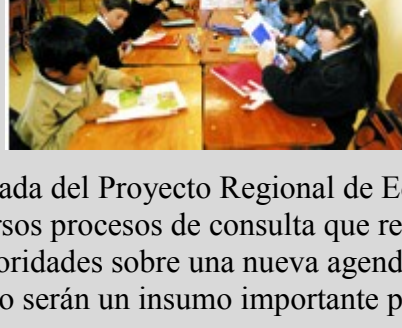 ada del Proyecto Regional de E
rsos procesos de consulta que re
oridades sobre una nueva agend
o serán un insumo importante p